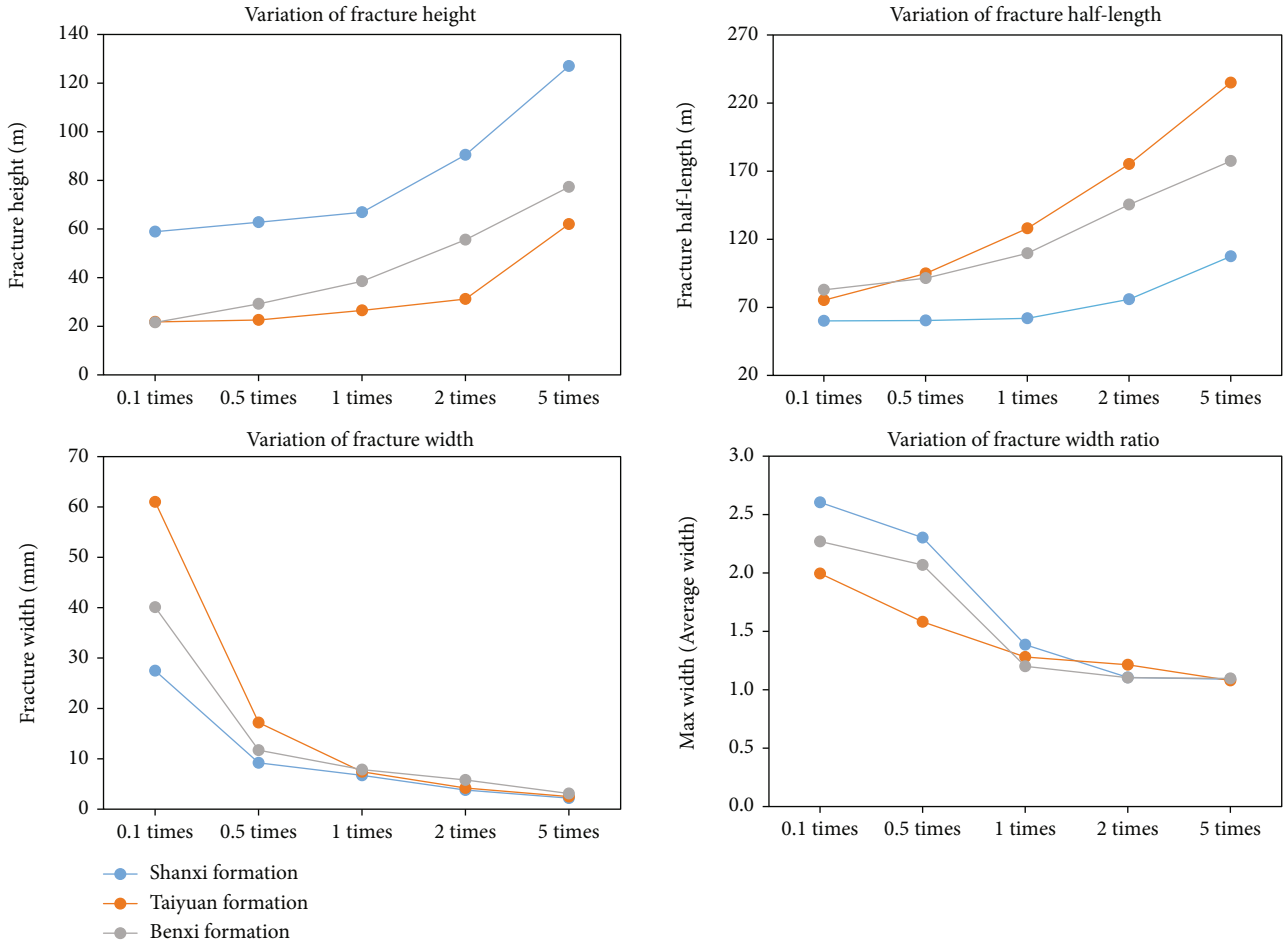 Variation of fracture height
Fracture height (m)
140
120
100
80
60
40
20
0
0.1 times 0.5 times 1 times 2 times 5 times
Variation of fracture half-length
Fracture half-length (m)
270
220
170
120
70
20
0.1 times 0.5 times 1 times 2 times 5 times
Variation of fracture width
Fracture width (mm)
70
60
50
40
30
20
10
0
0.1 times 0.5 times 1 times 2 times 5 times
Variation of fracture width ratio
Max width (Average width)
3.0
2.5
2.0
1.5
1.0
0.5
0.0
0.1 times 0.5 times 1 times 2 times 5 times
Shanxi formation
Taiyuan formation
Benxi formation